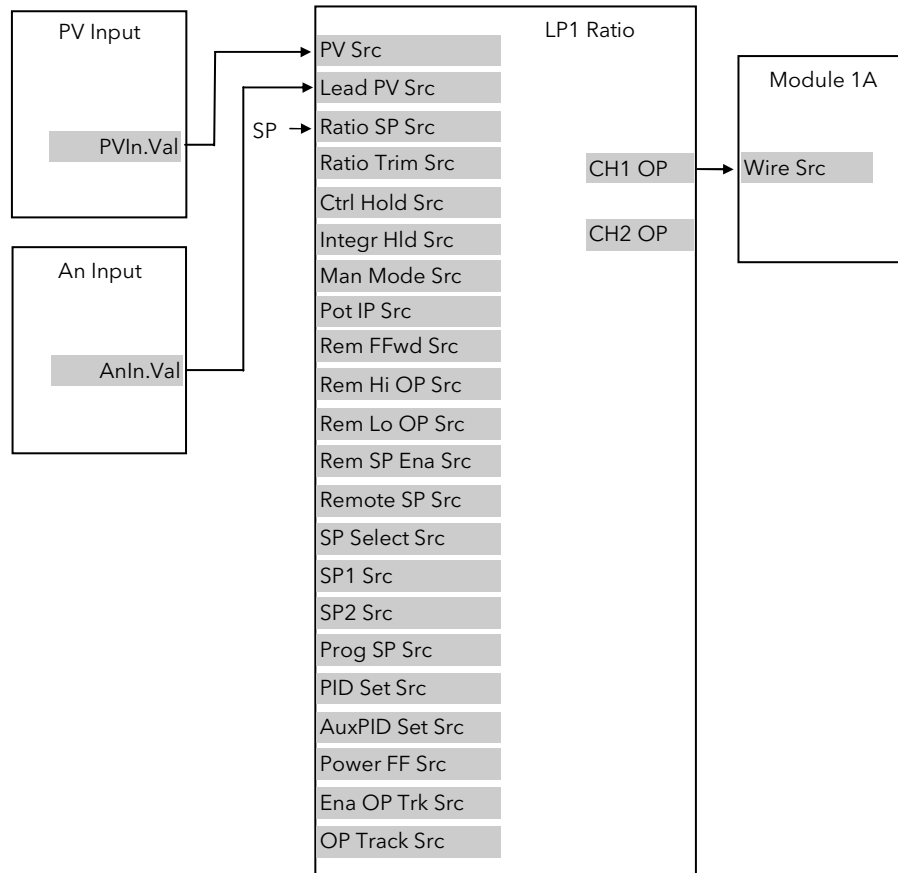 PV Input
PVIn.Val
An Input
AnIn.Val
SP
LP1 Ratio
PV Src
Lead PV Src
Ratio SP Src
Ratio Trim Src
Ctrl Hold Src
Integr Hld Src
Man Mode Src
Pot IP Src
Rem FFwd Src
Rem Hi OP Src
Rem Lo OP Src
Rem SP Ena Src
Remote SP Src
SP Select Src
SP1 Src
SP2 Src
Prog SP Src
PID Set Src
AuxPID Set Src
Power FF Src
Ena OP Trk Src
OP Track Src
CH1 OP
CH2 OP
Module 1A
Wire Src